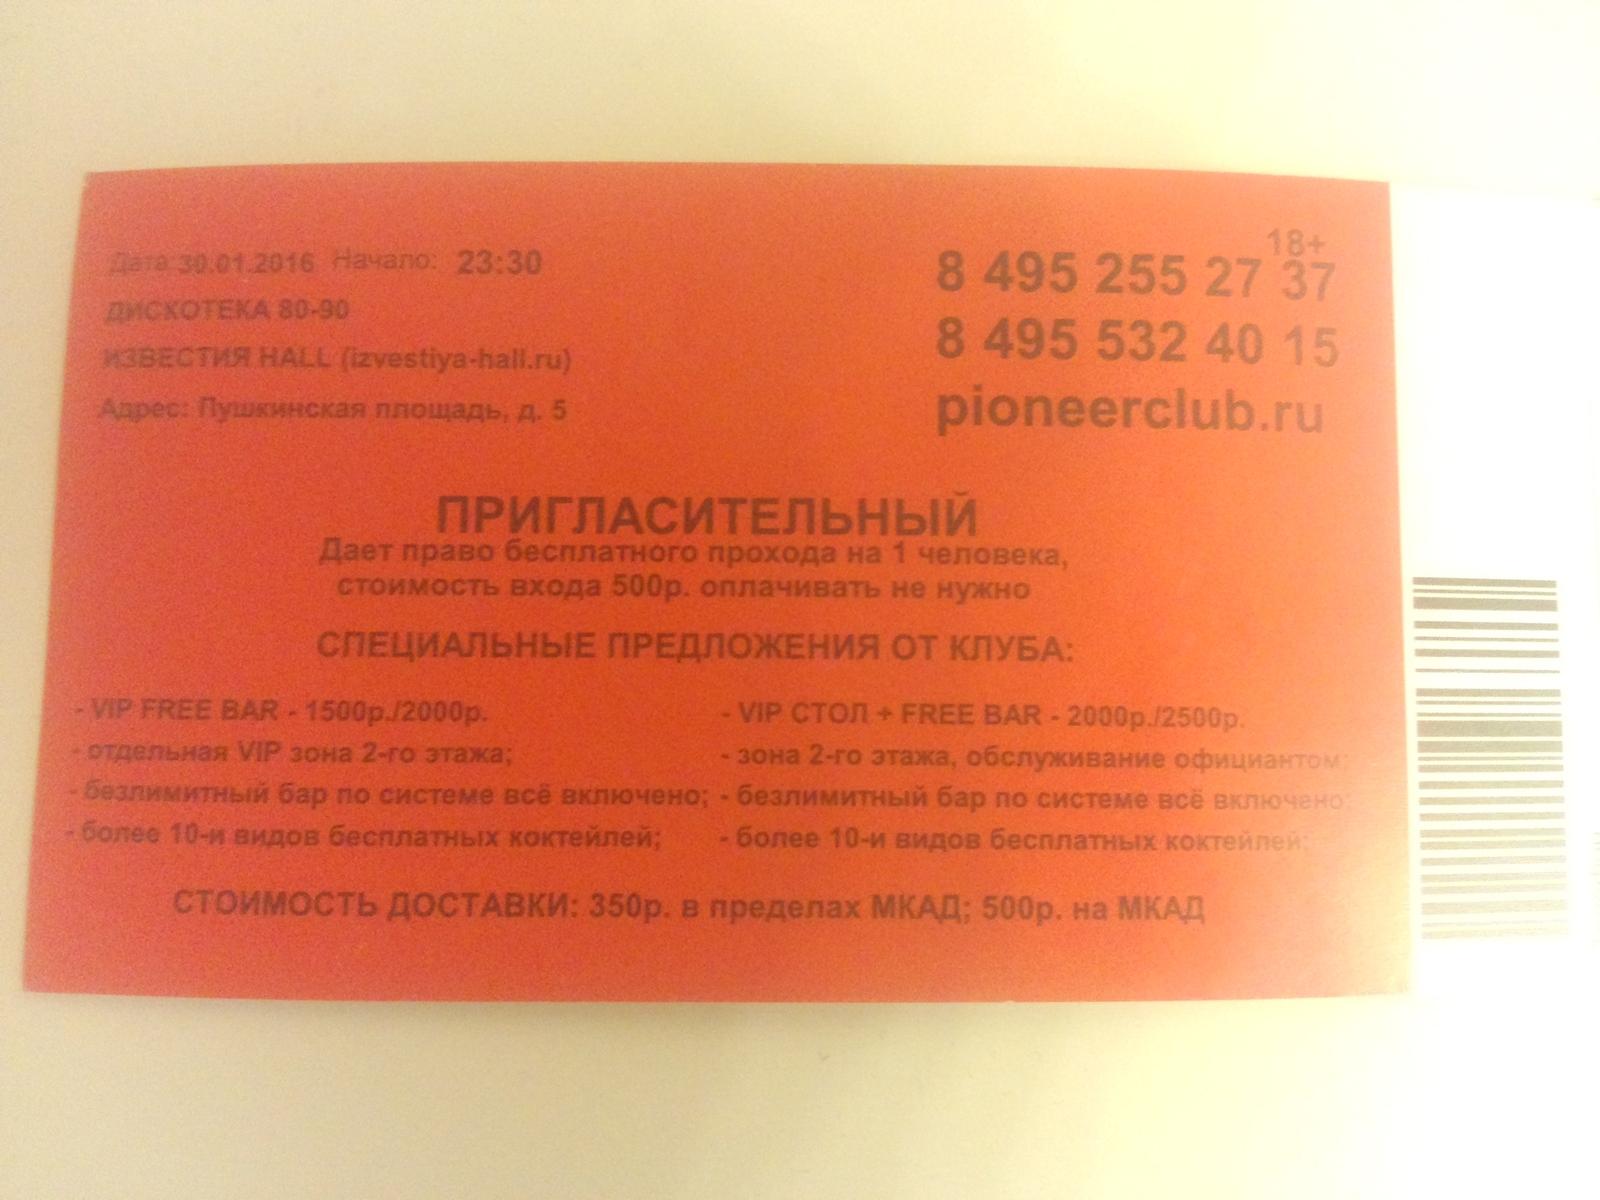 Дата 30.01.2016 Начало: 23:30
ДИСКОТЕКА 80-90
ИЗВЕСТИЯ HALL (izvestiya-hall.ru)
Адрес: Пушкинская площадь, д. 5
18+
8 495 255 27 37
8 495 532 40 15
pioneerclub.ru
ПРИГЛАСИТЕЛЬНЫЙ
Дает право бесплатного прохода на 1 человека,
стоимость входа 500р. оплачивать не нужно
СПЕЦИАЛЬНЫЕ ПРЕДЛОЖЕНИЯ ОТ КЛУБА:
- VIP FREE BAR - 1500р./2000р.
- отдельная VIP зона 2-го этажа;
- безлимитный бар по системе всё включено;
- более 10-и видов бесплатных коктейлей;
- VIP СТОЛ + FREE BAR - 2000р./2500р.
- зона 2-го этажа, обслуживание официантом;
- безлимитный бар по системе всё включено;
- более 10-и видов бесплатных коктейлей;
СТОИМОСТЬ ДОСТАВКИ: 350р. в пределах МКАД; 500р. на МКАД